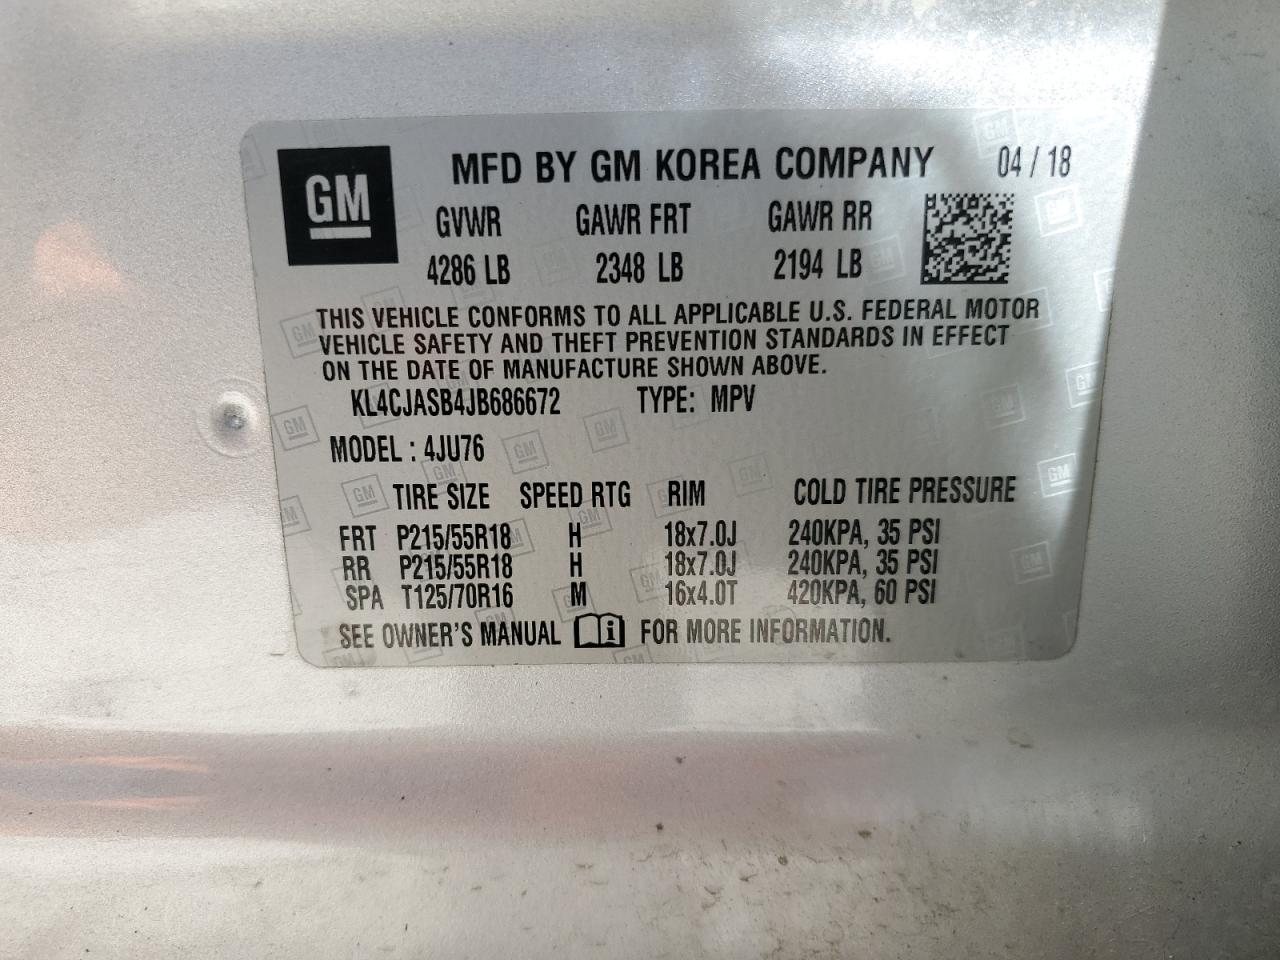 GM
MFD BY GM KOREA COMPANY 04 / 18
GVWR GAWR FRT GAWR RR
4286 LB 2348 LB 2194 LB
THIS VEHICLE CONFORMS TO ALL APPLICABLE U.S. FEDERAL MOTOR
VEHICLE SAFETY AND THEFT PREVENTION STANDARDS IN EFFECT
ON THE DATE OF MANUFACTURE SHOWN ABOVE.
KL4CJASB4JB686672 TYPE: MPV
MODEL : 4JU76
TIRE SIZE SPEED RTG RIM COLD TIRE PRESSURE
FRT P215/55R18 H 18x7.0J 240KPA, 35 PSI
RR P215/55R18 H 18x7.0J 240KPA, 35 PSI
SPA T125/70R16 M 16x4.0T 420KPA, 60 PSI
SEE OWNER'S MANUAL i FOR MORE INFORMATION.